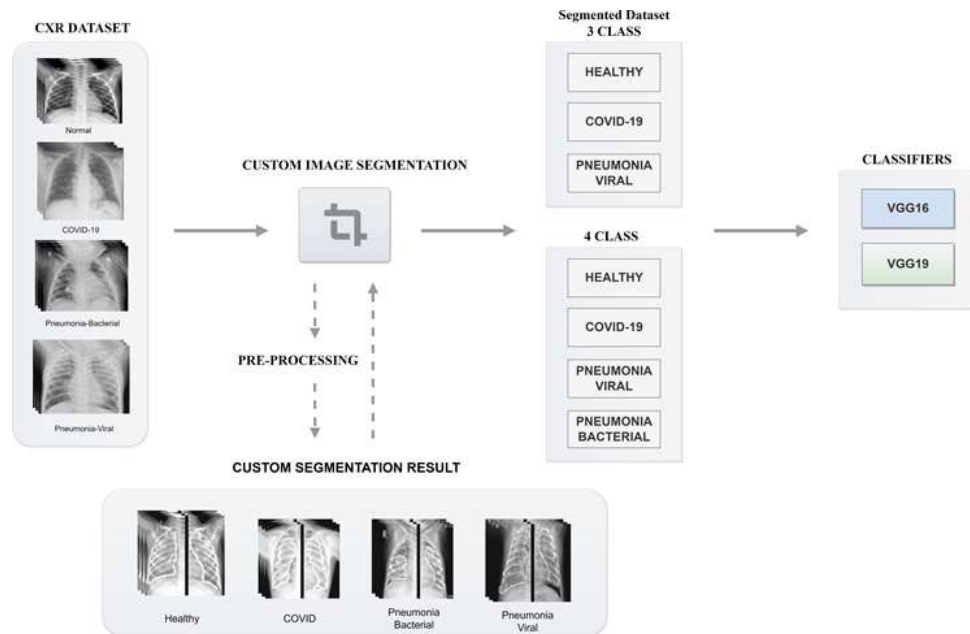 CXR DATASET
Normal
COVID-19
Pneumonia-Bacterial
Pneumonia-Viral
CUSTOM IMAGE SEGMENTATION
PRE-PROCESSING
CUSTOM SEGMENTATION RESULT
Healthy
COVID
Pneumonia
Bacterial
Pneumonia
Viral
Segmented Dataset
3 CLASS
HEALTHY
COVID-19
PNEUMONIA
VIRAL
4 CLASS
HEALTHY
COVID-19
PNEUMONIA
VIRAL
PNEUMONIA
BACTERIAL
CLASSIFIERS
VGG16
VGG19